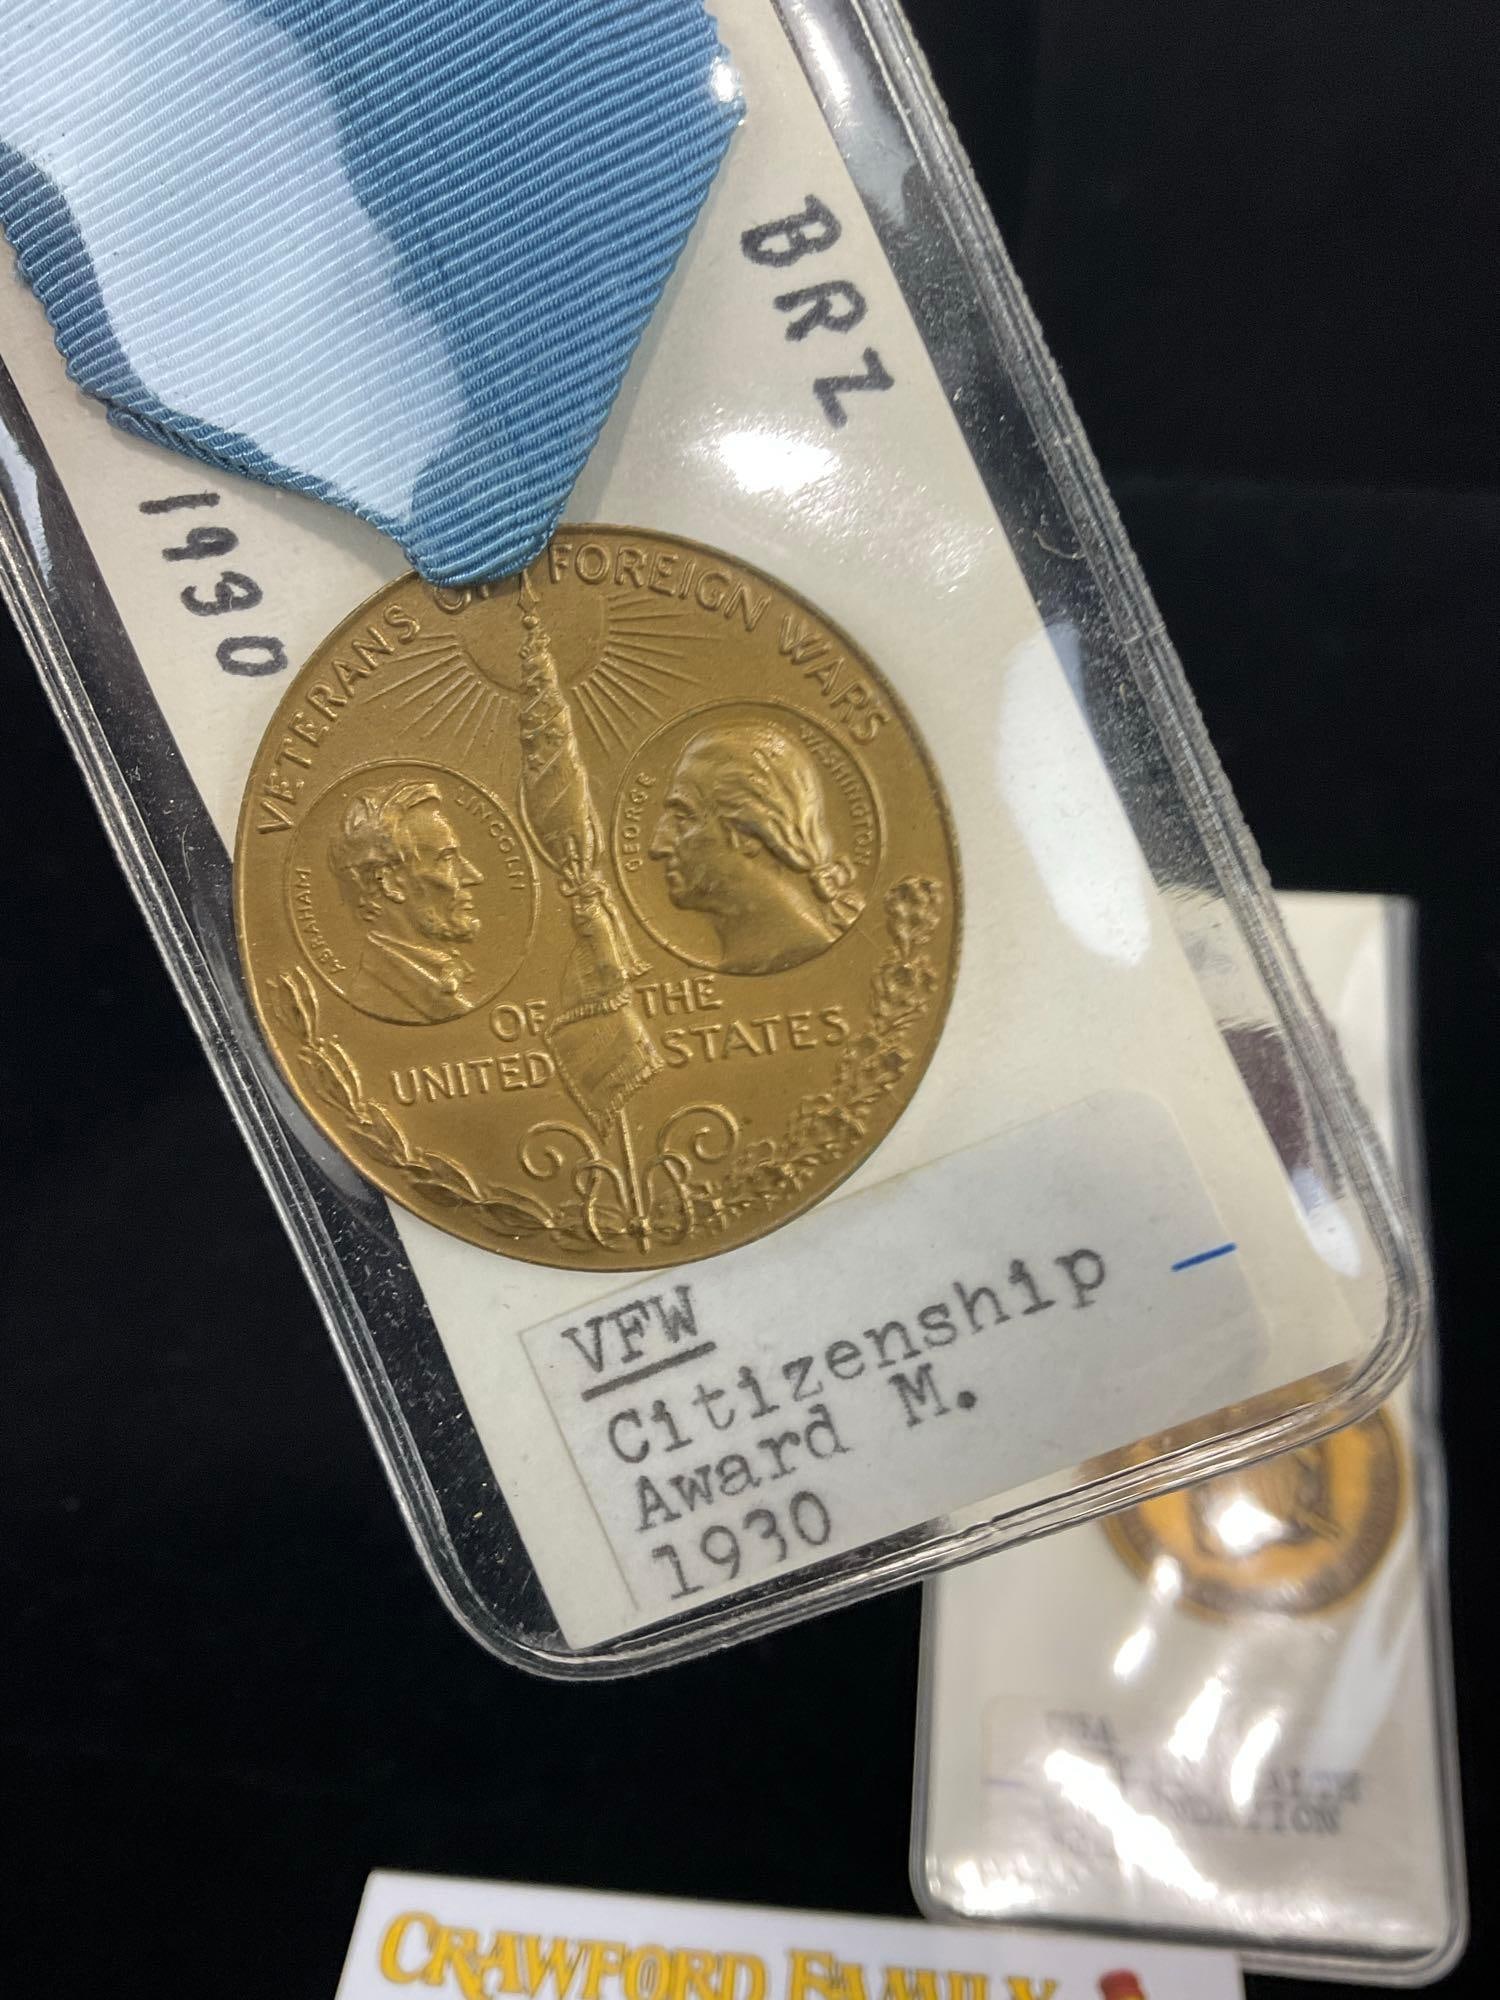 BRZ
1930
VETERANS OF FOREIGN WARS
ABRAHAM LINCOLN
GEORGE WASHINGTON
OF THE
UNITED STATES
VFW
Citizenship -
Award M.
1930
CRAWFORD FAMILY